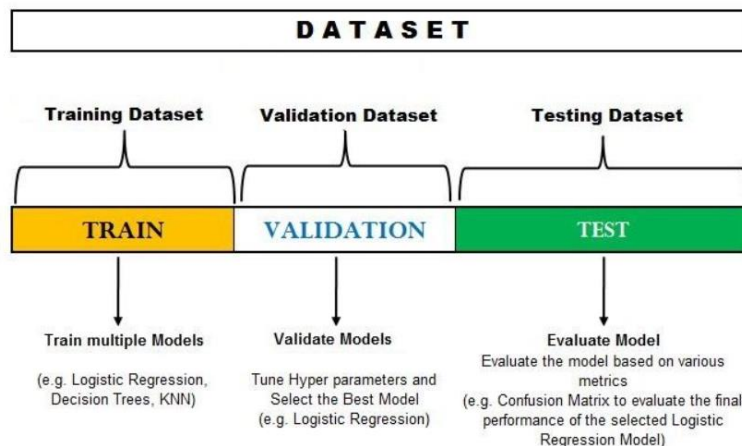 DATASET
Training Dataset
Validation Dataset
Testing Dataset
TRAIN
VALIDATION
TEST
Train multiple Models
(e.g. Logistic Regression,
Decision Trees, KNN)
Validate Models
Tune Hyper parameters and
Select the Best Model
(e.g. Logistic Regression)
Evaluate Model
Evaluate the model based on various
metrics
(e.g. Confusion Matrix to evaluate the final
performance of the selected Logistic
Regression Model)